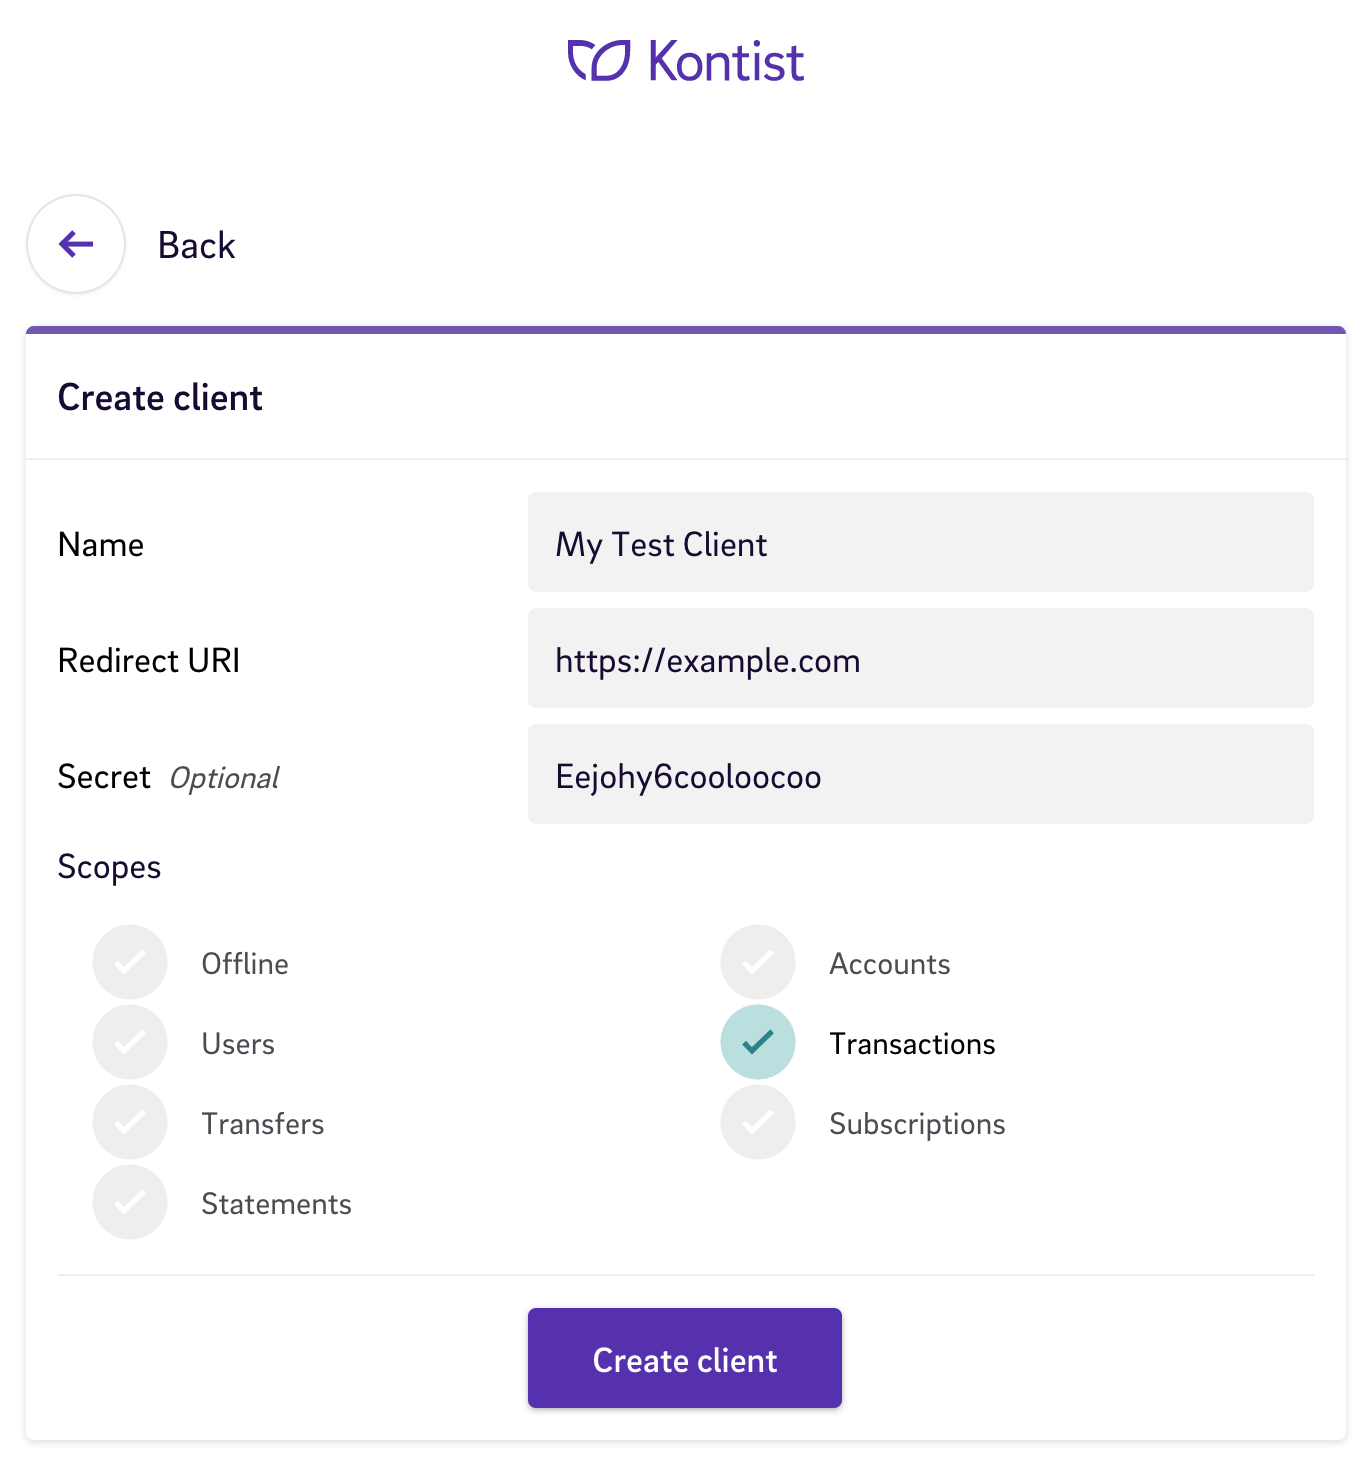 Kontist
Back
Create client
Name
My Test Client
Redirect URI
https://example.com
Secret Optional
Eejohy6cooloocoo
Scopes
Offline
Accounts
Users
Transactions
Transfers
Subscriptions
Statements
Create client